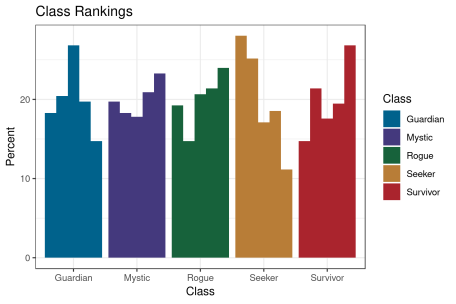 Class Rankings
Percent
20
10
0
Guardian Mystic Rogue Seeker Survivor
Class
Class
Guardian
Mystic
Rogue
Seeker
Survivor